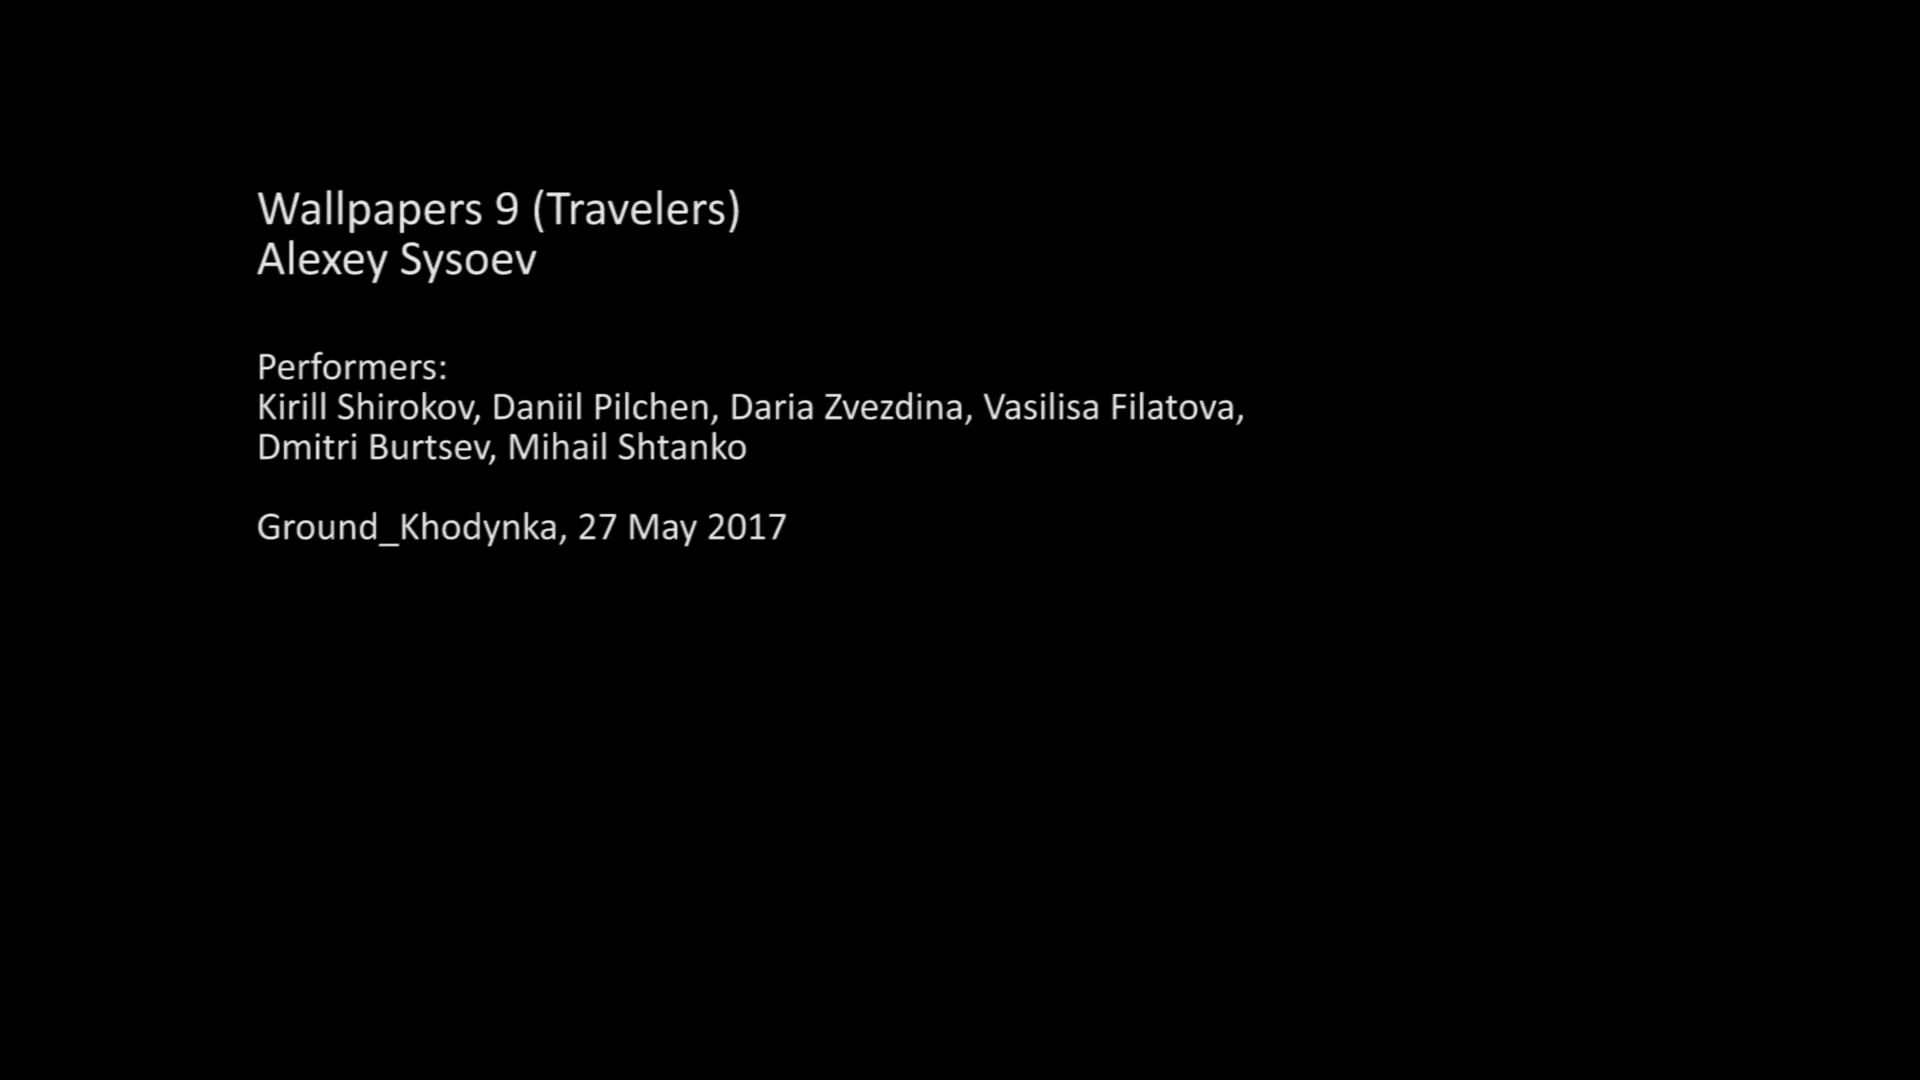 Wallpapers 9 (Travelers)
Alexey Sysoev
Performers:
Kirill Shirokov, Daniil Pilchen, Daria Zvezdina, Vasilisa Filatova,
Dmitri Burtsev, Mihail Shtanko
Ground_Khodynka, 27 May 2017